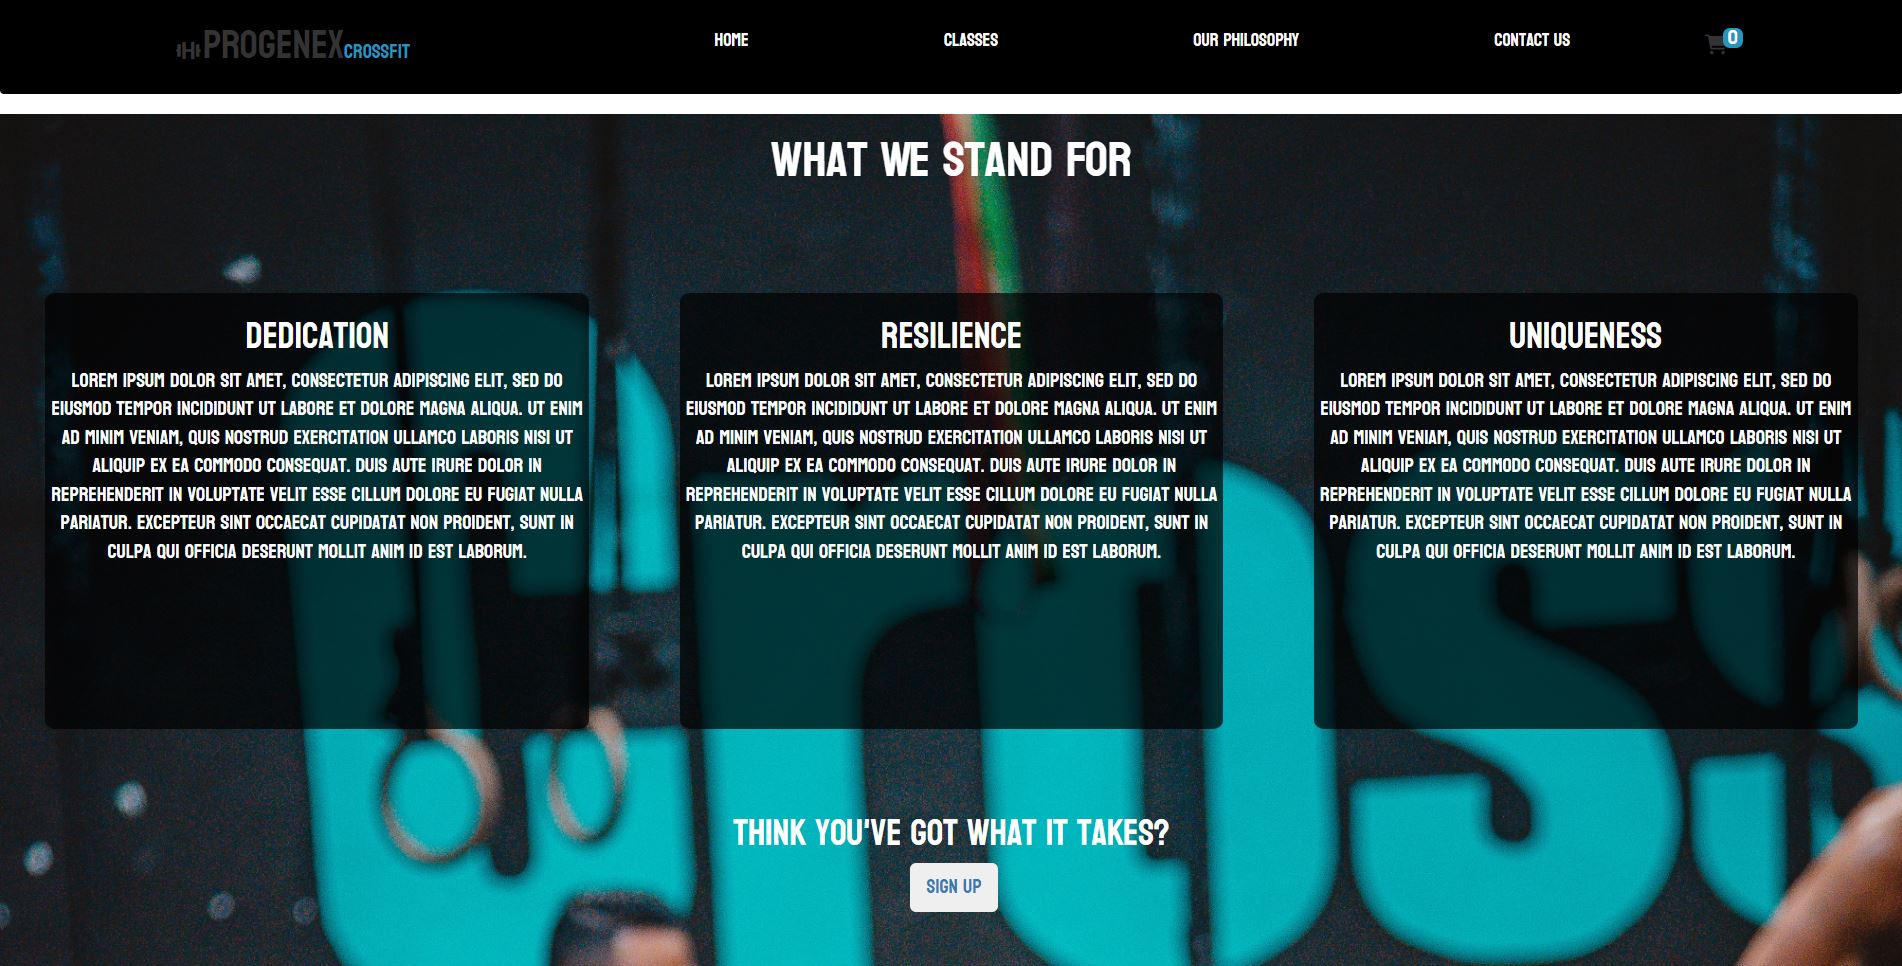 PROGENEXCROSSFIT
HOME
CLASSES
OUR PHILOSOPHY
CONTACT US
0
WHAT WE STAND FOR
DEDICATION
LOREM IPSUM DOLOR SIT AMET, CONSECTETUR ADIPISCING ELIT, SED DO
EIUSMOD TEMPOR INCIDIDUNT UT LABORE ET DOLORE MAGNA ALIQUA. UT ENIM
AD MINIM VENIAM, QUIS NOSTRUD EXERCITATION ULLAMCO LABORIS NISI UT
ALIQUIP EX EA COMMODO CONSEQUAT. DUIS AUTE IRURE DOLOR IN
REPREHENDERIT IN VOLUPTATE VELIT ESSE CILLUM DOLORE EU FUGIAT NULLA
PARIATUR. EXCEPTEUR SINT OCCAECAT CUPIDATAT NON PROIDENT, SUNT IN
CULPA QUI OFFICIA DESERUNT MOLLIT ANIM ID EST LABORUM.
RESILIENCE
LOREM IPSUM DOLOR SIT AMET, CONSECTETUR ADIPISCING ELIT, SED DO
EIUSMOD TEMPOR INCIDIDUNT UT LABORE ET DOLORE MAGNA ALIQUA. UT ENIM
AD MINIM VENIAM, QUIS NOSTRUD EXERCITATION ULLAMCO LABORIS NISI UT
ALIQUIP EX EA COMMODO CONSEQUAT. DUIS AUTE IRURE DOLOR IN
REPREHENDERIT IN VOLUPTATE VELIT ESSE CILLUM DOLORE EU FUGIAT NULLA
PARIATUR. EXCEPTEUR SINT OCCAECAT CUPIDATAT NON PROIDENT, SUNT IN
CULPA QUI OFFICIA DESERUNT MOLLIT ANIM ID EST LABORUM.
UNIQUENESS
LOREM IPSUM DOLOR SIT AMET, CONSECTETUR ADIPISCING ELIT, SED DO
EIUSMOD TEMPOR INCIDIDUNT UT LABORE ET DOLORE MAGNA ALIQUA. UT ENIM
AD MINIM VENIAM, QUIS NOSTRUD EXERCITATION ULLAMCO LABORIS NISI UT
ALIQUIP EX EA COMMODO CONSEQUAT. DUIS AUTE IRURE DOLOR IN
REPREHENDERIT IN VOLUPTATE VELIT ESSE CILLUM DOLORE EU FUGIAT NULLA
PARIATUR. EXCEPTEUR SINT OCCAECAT CUPIDATAT NON PROIDENT, SUNT IN
CULPA QUI OFFICIA DESERUNT MOLLIT ANIM ID EST LABORUM.
THINK YOU'VE GOT WHAT IT TAKES?
SIGN UP